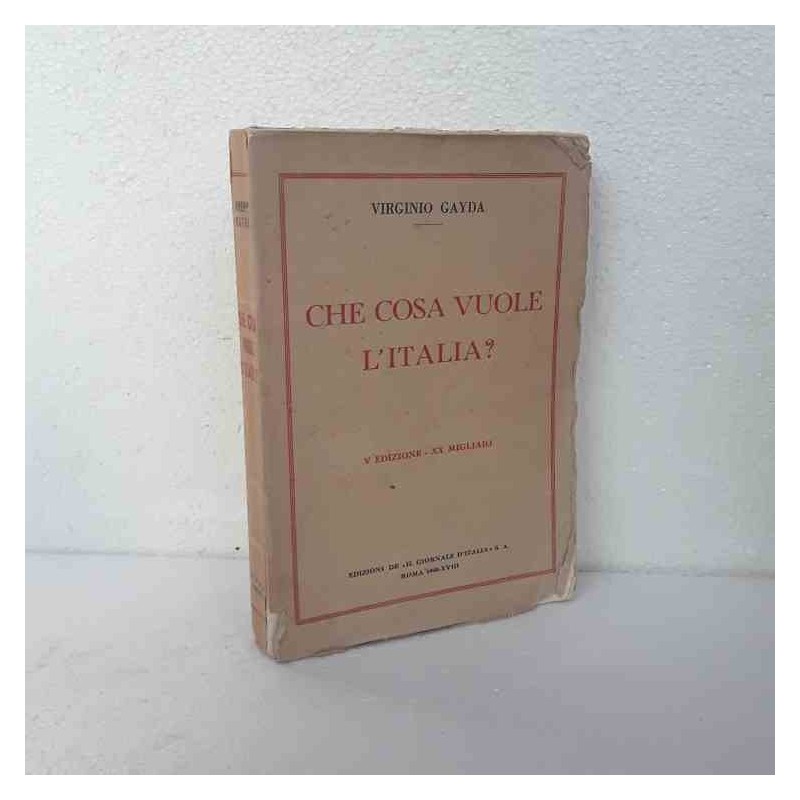 VIRGINIO GAYDA
CHE COSA VUOLE
L'ITALIA?
V EDIZIONE - XX MIGLIAIO
EDIZIONI DE «IL GIORNALE D'ITALIA» S. A.
ROMA 1940-XVIII